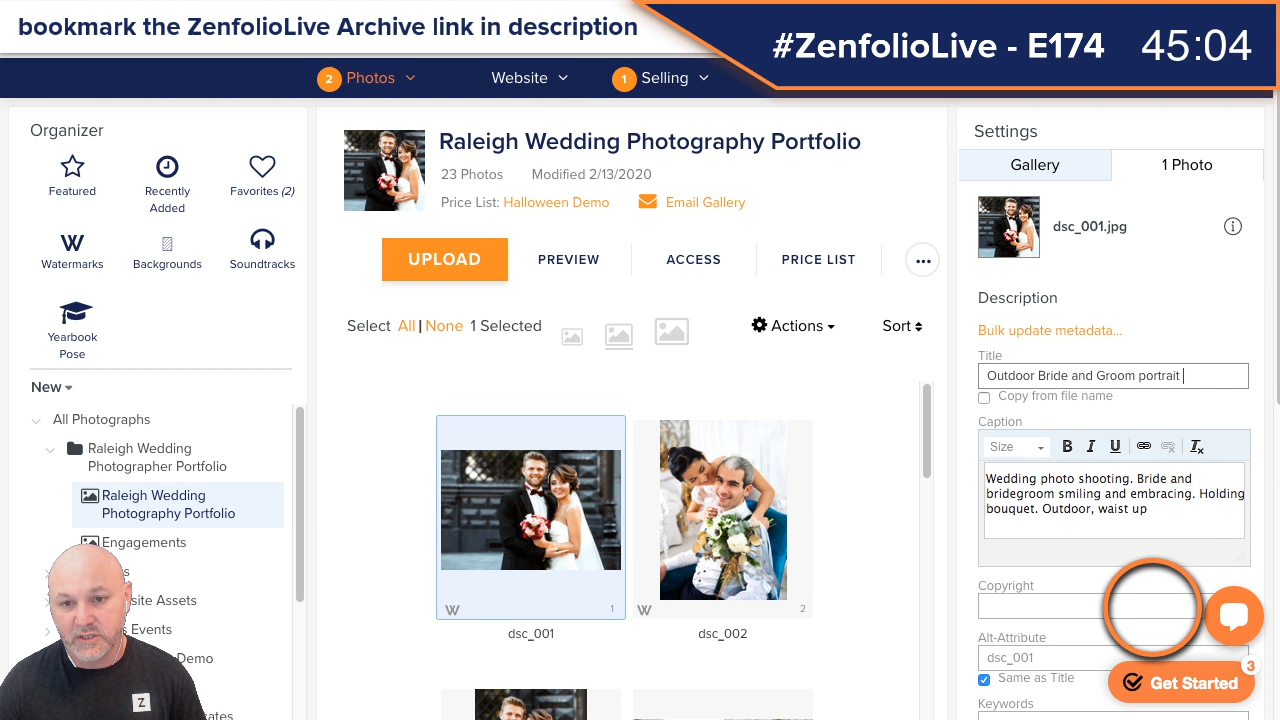 bookmark the ZenfolioLive Archive link in description
#ZenfolioLive - E174
45:04
2 Photos
Website
1 Selling
Organizer
Featured
Recently
Added
Favorites (2)
Watermarks
Backgrounds
Soundtracks
Yearbook
Pose
New
All Photographs
Raleigh Wedding
Photographer Portfolio
Raleigh Wedding
Photography Portfolio
Engagements
Raleigh Wedding Photography Portfolio
23 Photos
Modified 2/13/2020
Price List: Halloween Demo
Email Gallery
UPLOAD
PREVIEW
ACCESS
PRICE LIST
...
Select All | None 1 Selected
Actions
Sort
W
1
dsc_001
W
2
dsc_002
Settings
Gallery
1 Photo
dsc_001.jpg
i
Description
Bulk update metadata...
Title
Outdoor Bride and Groom portrait
Copy from file name
Caption
Size
B I U
Tx
Wedding photo shooting. Bride and
bridegroom smiling and embracing. Holding
bouquet. Outdoor, waist up
Copyright
Alt-Attribute
dsc_001
Same as Title
Keywords
3
Get Started
site Assets
s Events
Demo
cates
Z